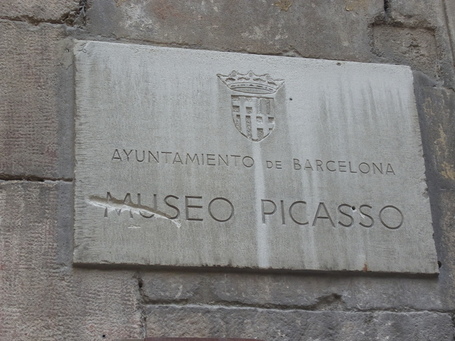 AYUNTAMIENTO DE BARCELONA
MUSEO PICASSO